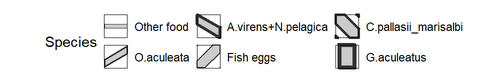 Species
Other food
A.virens+N.pelagica
C.pallasii_marisalbi
O.aculeata
Fish eggs
G.aculeatus